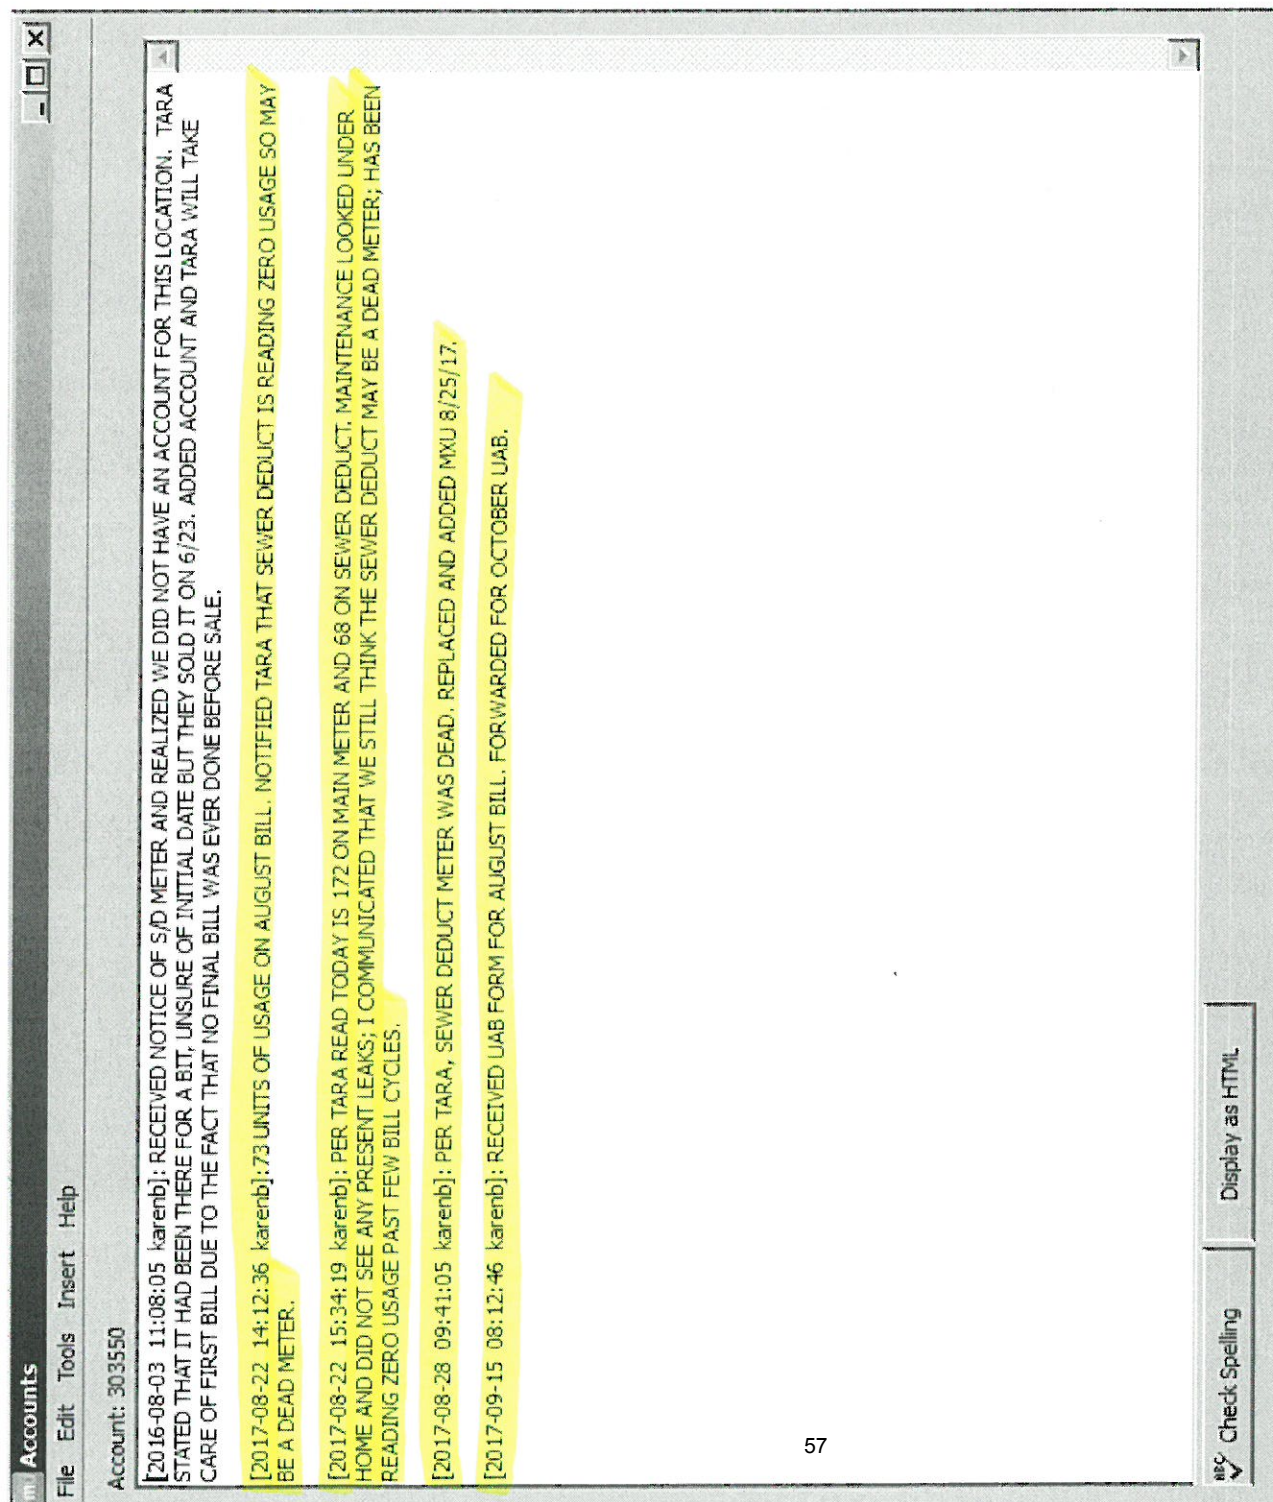 Accounts
File Edit Tools Insert Help
Account: 303550
[2016-08-03 11:08:05 karenb]: RECEIVED NOTICE OF S/D METER AND REALIZED WE DID NOT HAVE AN ACCOUNT FOR THIS LOCATION. TARA
STATED THAT IT HAD BEEN THERE FOR A BIT, UNSURE OF INITIAL DATE BUT THEY SOLD IT ON 6/23. ADDED ACCOUNT AND TARA WILL TAKE
CARE OF FIRST BILL DUE TO THE FACT THAT NO FINAL BILL WAS EVER DONE BEFORE SALE.
[2017-08-22 14:12:36 karenb]:73 UNITS OF USAGE ON AUGUST BILL. NOTIFIED TARA THAT SEWER DEDUCT IS READING ZERO USAGE SO MAY
BE A DEAD METER.
[2017-08-22 15:34:19 karenb]: PER TARA READ TODAY IS 172 ON MAIN METER AND 68 ON SEWER DEDUCT. MAINTENANCE LOOKED UNDER
HOME AND DID NOT SEE ANY PRESENT LEAKS; I COMMUNICATED THAT WE STILL THINK THE SEWER DEDUCT MAY BE A DEAD METER; HAS BEEN
READING ZERO USAGE PAST FEW BILL CYCLES.
[2017-08-28 09:41:05 karenb]: PER TARA, SEWER DEDUCT METER WAS DEAD. REPLACED AND ADDED MXU 8/25/17.
[2017-09-15 08:12:46 karenb]: RECEIVED UAB FORM FOR AUGUST BILL. FORWARDED FOR OCTOBER UAB.
57
ABC Check Spelling
Display as HTML